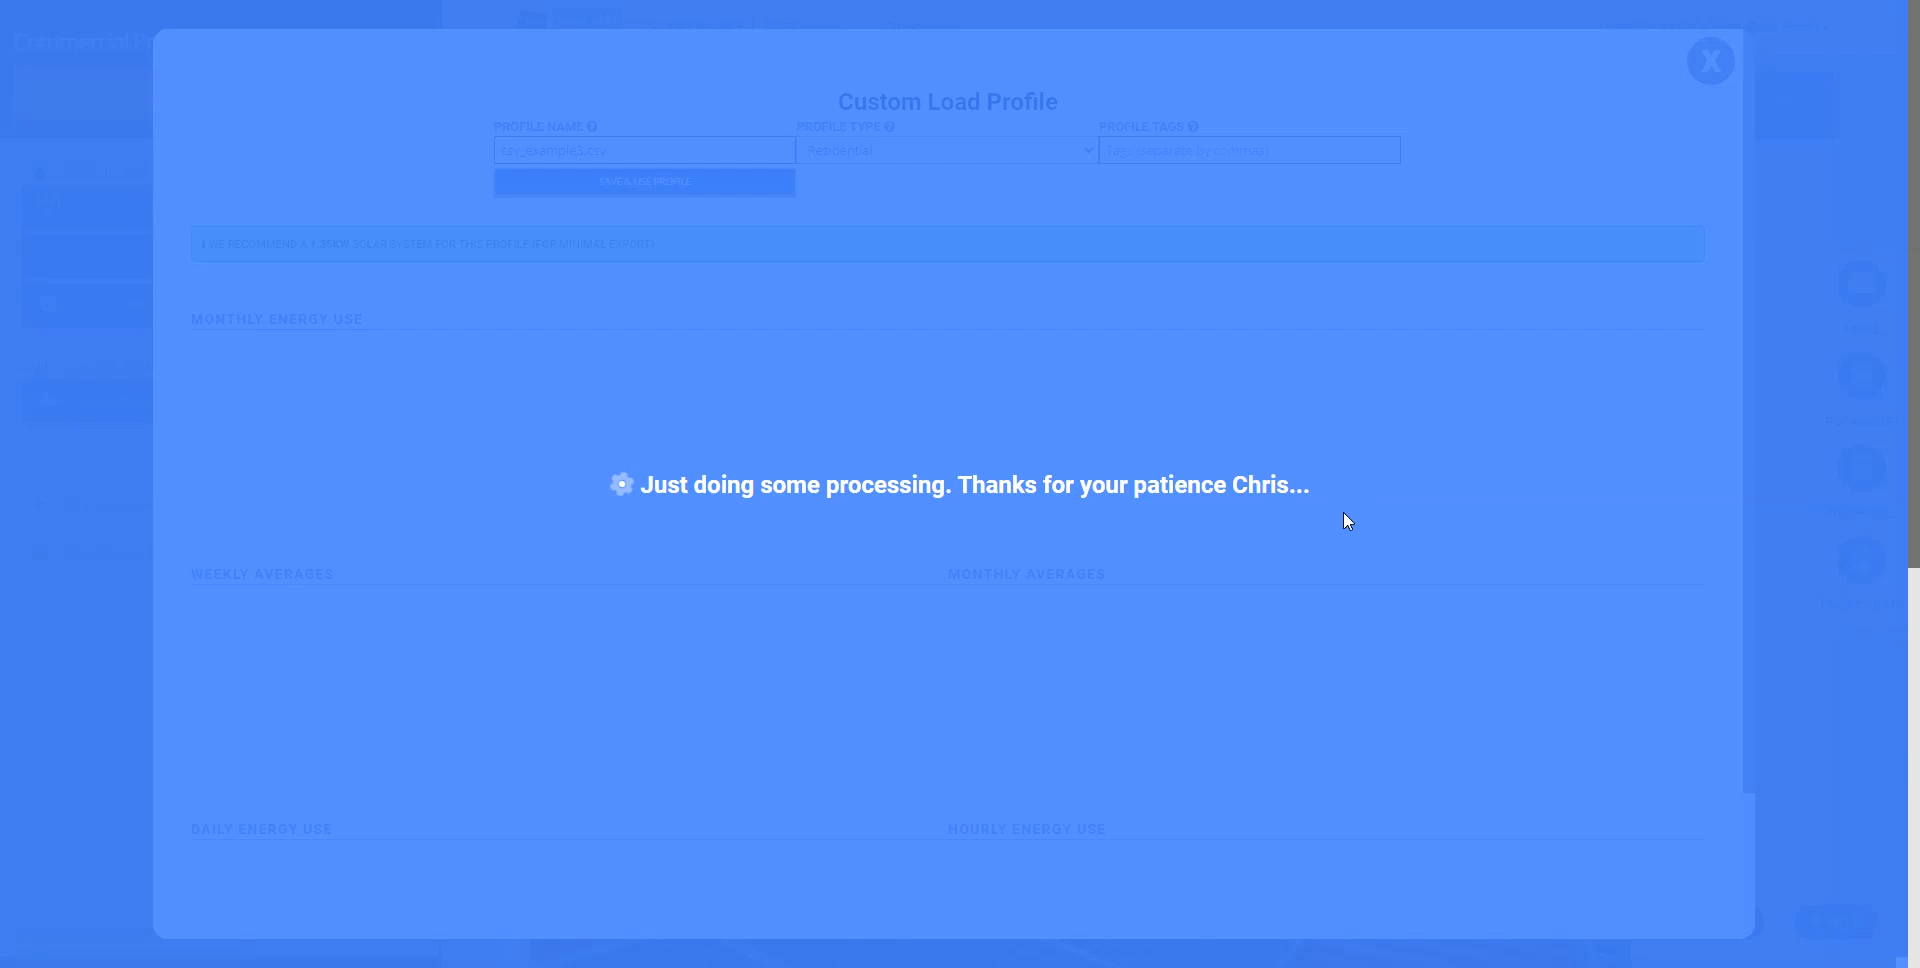 Commercial Pr
X
Custom Load Profile
PROFILE NAME PROFILE TYPE PROFILE TAGS
csv_example3.csv Residential Tags (separate by commas)
SAVE & USE PROFILE
WE RECOMMEND A 1.35KW SOLAR SYSTEM FOR THIS PROFILE (FOR MINIMAL EXPORT)
MONTHLY ENERGY USE
Just doing some processing. Thanks for your patience Chris...
WEEKLY AVERAGES MONTHLY AVERAGES
DAILY ENERGY USE HOURLY ENERGY USE